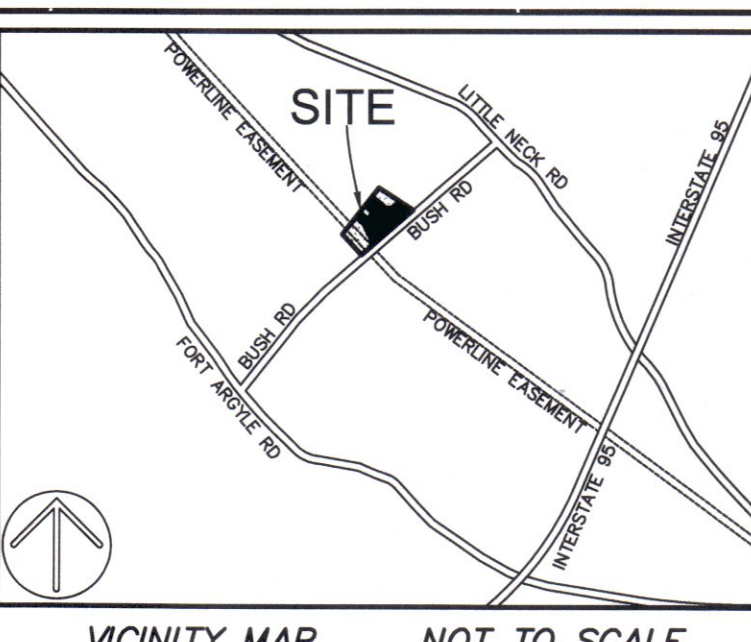 POWERLINE EASEMENT
SITE
LITTLE NECK RD
INTERSTATE 95
BUSH RD
BUSH RD
POWERLINE EASEMENT
FORT ARGYLE RD
INTERSTATE 95
VICINITY MAP NOT TO SCALE